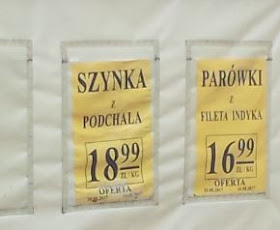 SZYNKA
z
PODCHALA
18 99
ZŁ/KG
OFERTA
PARÓWKI
z
FILETA INDYKA
16 99
ZŁ/KG
OFERTA